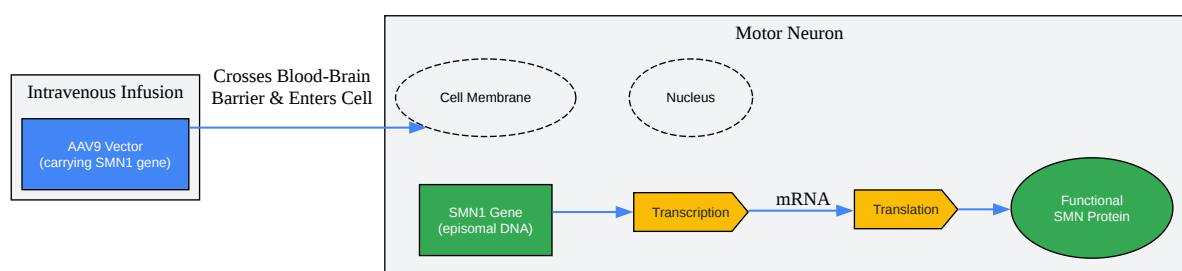 Motor Neuron
Intravenous Infusion
AAV9 Vector
(carrying SMN1 gene)
Crosses Blood-Brain
Barrier & Enters Cell
Cell Membrane
Nucleus
SMN1 Gene
(episomal DNA)
Transcription
mRNA
Translation
Functional
SMN Protein